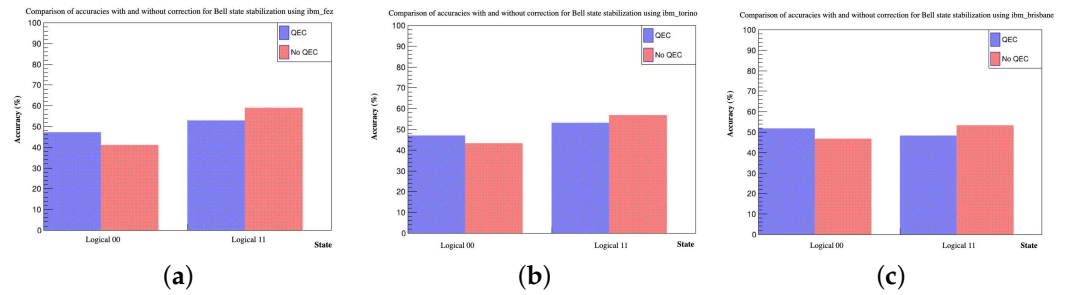 Comparison of accuracies with and without correction for Bell state stabilization using ibm_fez
Accuracy (%)
100
90
80
70
60
50
40
30
20
10
0
QEC
No QEC
Logical 00
Logical 11
State
(a)
Comparison of accuracies with and without correction for Bell state stabilization using ibm_torino
Accuracy (%)
100
90
80
70
60
50
40
30
20
10
0
QEC
No QEC
Logical 00
Logical 11
State
(b)
Comparison of accuracies with and without correction for Bell state stabilization using ibm_brisbane
Accuracy (%)
100
90
80
70
60
50
40
30
20
10
0
QEC
No QEC
Logical 00
Logical 11
State
(c)